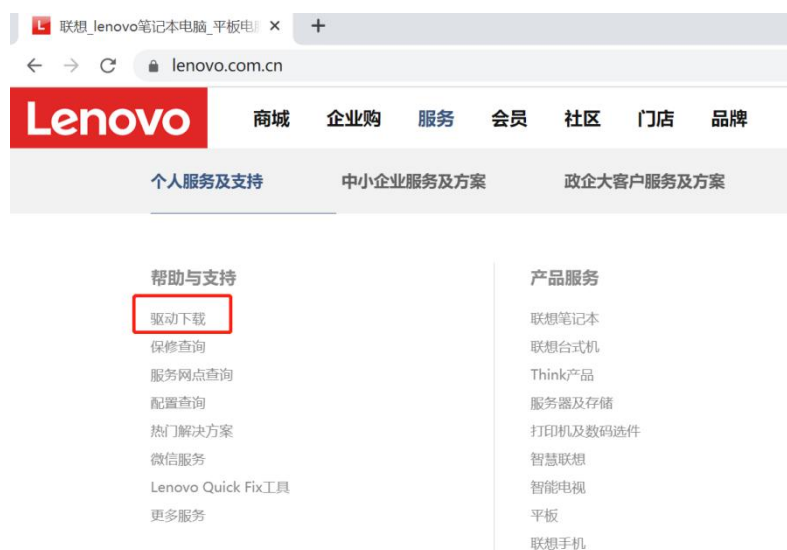 联想_lenovo笔记本电脑_平板电
lenovo.com.cn
Lenovo 商城 企业购 服务 会员 社区 门店 品牌
个人服务及支持 中小企业服务及方案 政企大客户服务及方案
帮助与支持
驱动下载
保修查询
服务网点查询
配置查询
热门解决方案
微信服务
Lenovo Quick Fix工具
更多服务
产品服务
联想笔记本
联想台式机
Think产品
服务器及存储
打印机及数码选件
智慧联想
智能电视
平板
联想手机